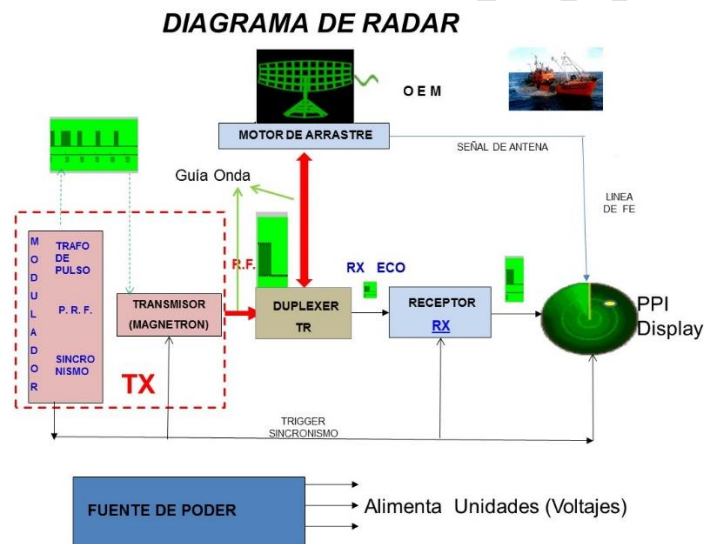 DIAGRAMA DE RADAR
O E M
MOTOR DE ARRASTRE
SEÑAL DE ANTENA
Guía Onda
LINEA
DE FE
MODULADOR
TRAFO
DE
PULSO
P. R. F.
SINCRO
NISMO
R.F.
RX ECO
TRANSMISOR
(MAGNETRON)
DUPLEXER
TR
RECEPTOR
RX
PPI
Display
TX
TRIGGER
SINCRONISMO
FUENTE DE PODER
Alimenta Unidades (Voltajes)